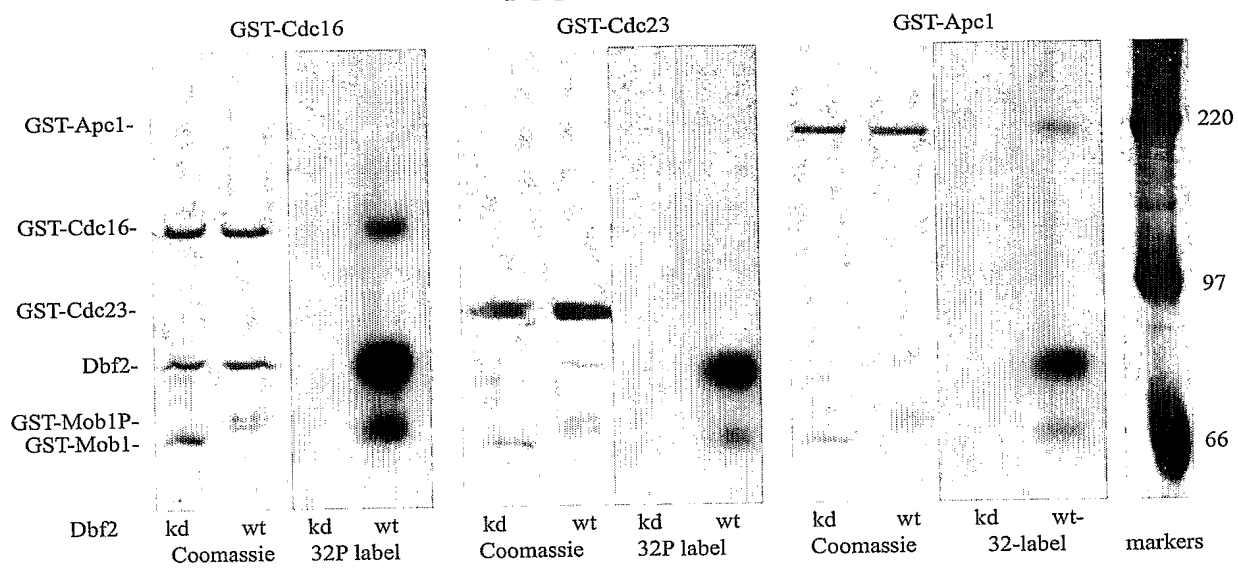 GST-Cdc16 GST-Cdc23 GST-Apc1
GST-Apc1- 220
GST-Cdc16-
GST-Cdc23- 97
Dbf2-
GST-Mob1P-
GST-Mob1- 66
Dbf2 kd wt kd wt kd wt kd wt kd wt kd wt-
Coomassie 32P label Coomassie 32P label Coomassie 32-label markers